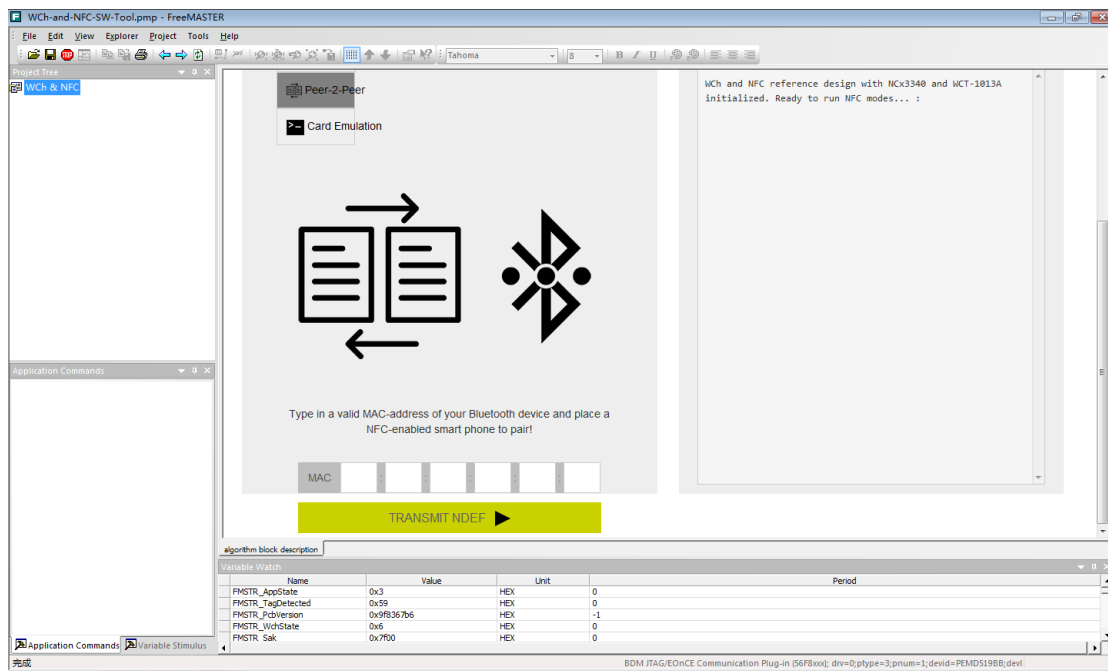 WCh-and-NFC-SW-Tool.pmp - FreeMASTER
File Edit View Explorer Project Tools Help
Tahoma 8 B I U
Project Tree
WCh & NFC
Peer-2-Peer
Card Emulation
WCh and NFC reference design with NCx3340 and WCT-1013A
initialized. Ready to run NFC modes... :
Type in a valid MAC-address of your Bluetooth device and place a
NFC-enabled smart phone to pair!
MAC : : : : :
TRANSMIT NDEF
algorithm block description
Application Commands
Variable Watch
Name Value Unit Period
FMSTR_AppState 0x3 HEX 0
FMSTR_TagDetected 0x59 HEX 0
FMSTR_PcbVersion 0x9f8367b6 HEX -1
FMSTR_WchState 0x6 HEX 0
FMSTR_Sak 0x7f00 HEX 0
Application Commands Variable Stimulus
完成
BDM JTAG/EOnCE Communication Plug-in (56F8xxx); drv=0;ptype=3;pnum=1;devid=PEMD519BB;devi